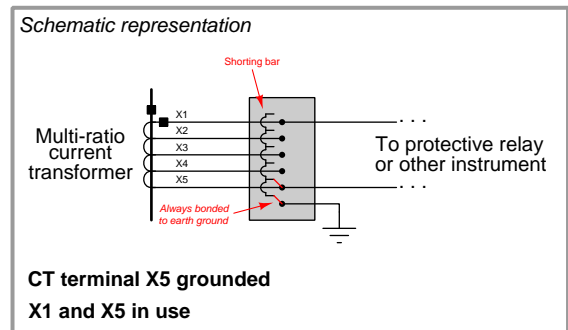 Schematic representation
Shorting bar
X1
X2
X3
X4
X5
Multi-ratio
current
transformer
To protective relay
or other instrument
Always bonded
to earth ground
CT terminal X5 grounded
X1 and X5 in use